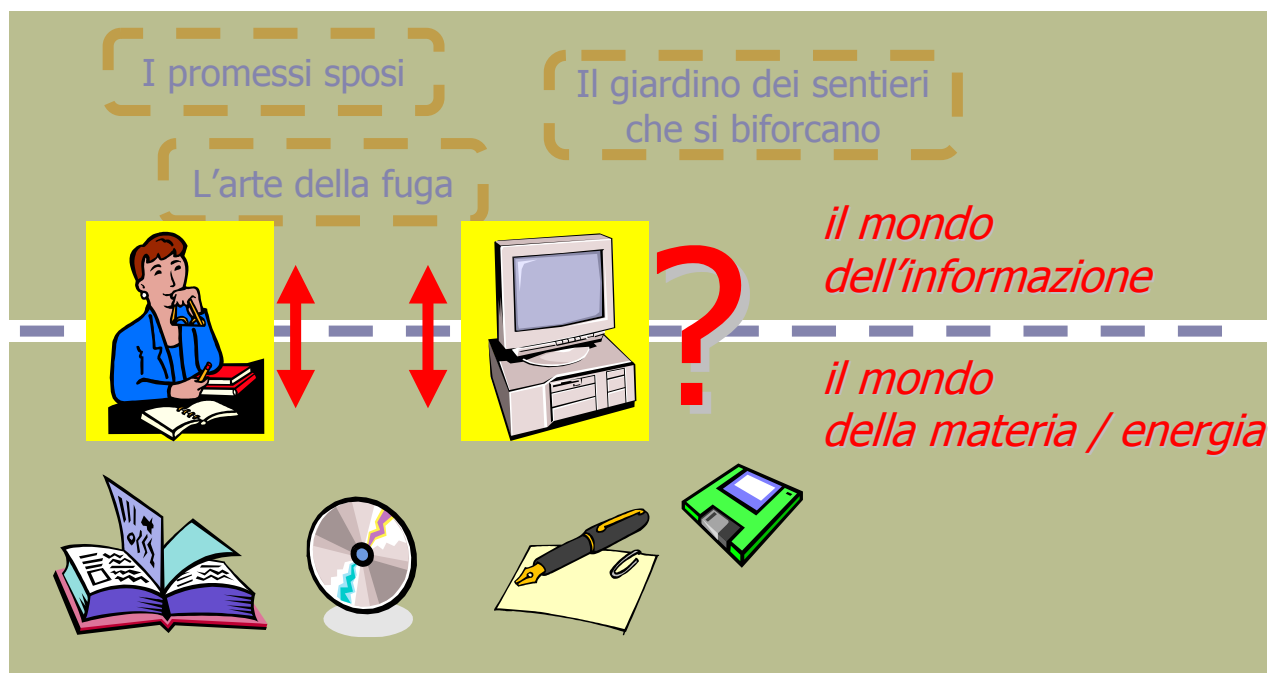 I promessi sposi
Il giardino dei sentieri
che si biforcano
L'arte della fuga
il mondo
dell'informazione
?
il mondo
della materia / energia